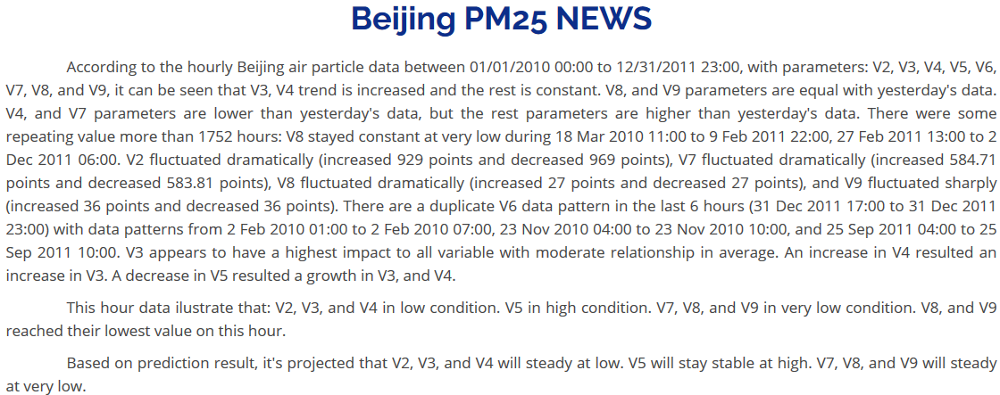 Beijing PM25 NEWS
According to the hourly Beijing air particle data between 01/01/2010 00:00 to 12/31/2011 23:00, with parameters: V2, V3, V4, V5, V6,
V7, V8, and V9, it can be seen that V3, V4 trend is increased and the rest is constant. V8, and V9 parameters are equal with yesterday's data.
V4, and V7 parameters are lower than yesterday's data, but the rest parameters are higher than yesterday's data. There were some
repeating value more than 1752 hours: V8 stayed constant at very low during 18 Mar 2010 11:00 to 9 Feb 2011 22:00, 27 Feb 2011 13:00 to 2
Dec 2011 06:00. V2 fluctuated dramatically (increased 929 points and decreased 969 points), V7 fluctuated dramatically (increased 584.71
points and decreased 583.81 points), V8 fluctuated dramatically (increased 27 points and decreased 27 points), and V9 fluctuated sharply
(increased 36 points and decreased 36 points). There are a duplicate V6 data pattern in the last 6 hours (31 Dec 2011 17:00 to 31 Dec 2011
23:00) with data patterns from 2 Feb 2010 01:00 to 2 Feb 2010 07:00, 23 Nov 2010 04:00 to 23 Nov 2010 10:00, and 25 Sep 2011 04:00 to 25
Sep 2011 10:00. V3 appears to have a highest impact to all variable with moderate relationship in average. An increase in V4 resulted an
increase in V3. A decrease in V5 resulted a growth in V3, and V4.
This hour data ilustrate that: V2, V3, and V4 in low condition. V5 in high condition. V7, V8, and V9 in very low condition. V8, and V9
reached their lowest value on this hour.
Based on prediction result, it's projected that V2, V3, and V4 will steady at low. V5 will stay stable at high. V7, V8, and V9 will steady
at very low.